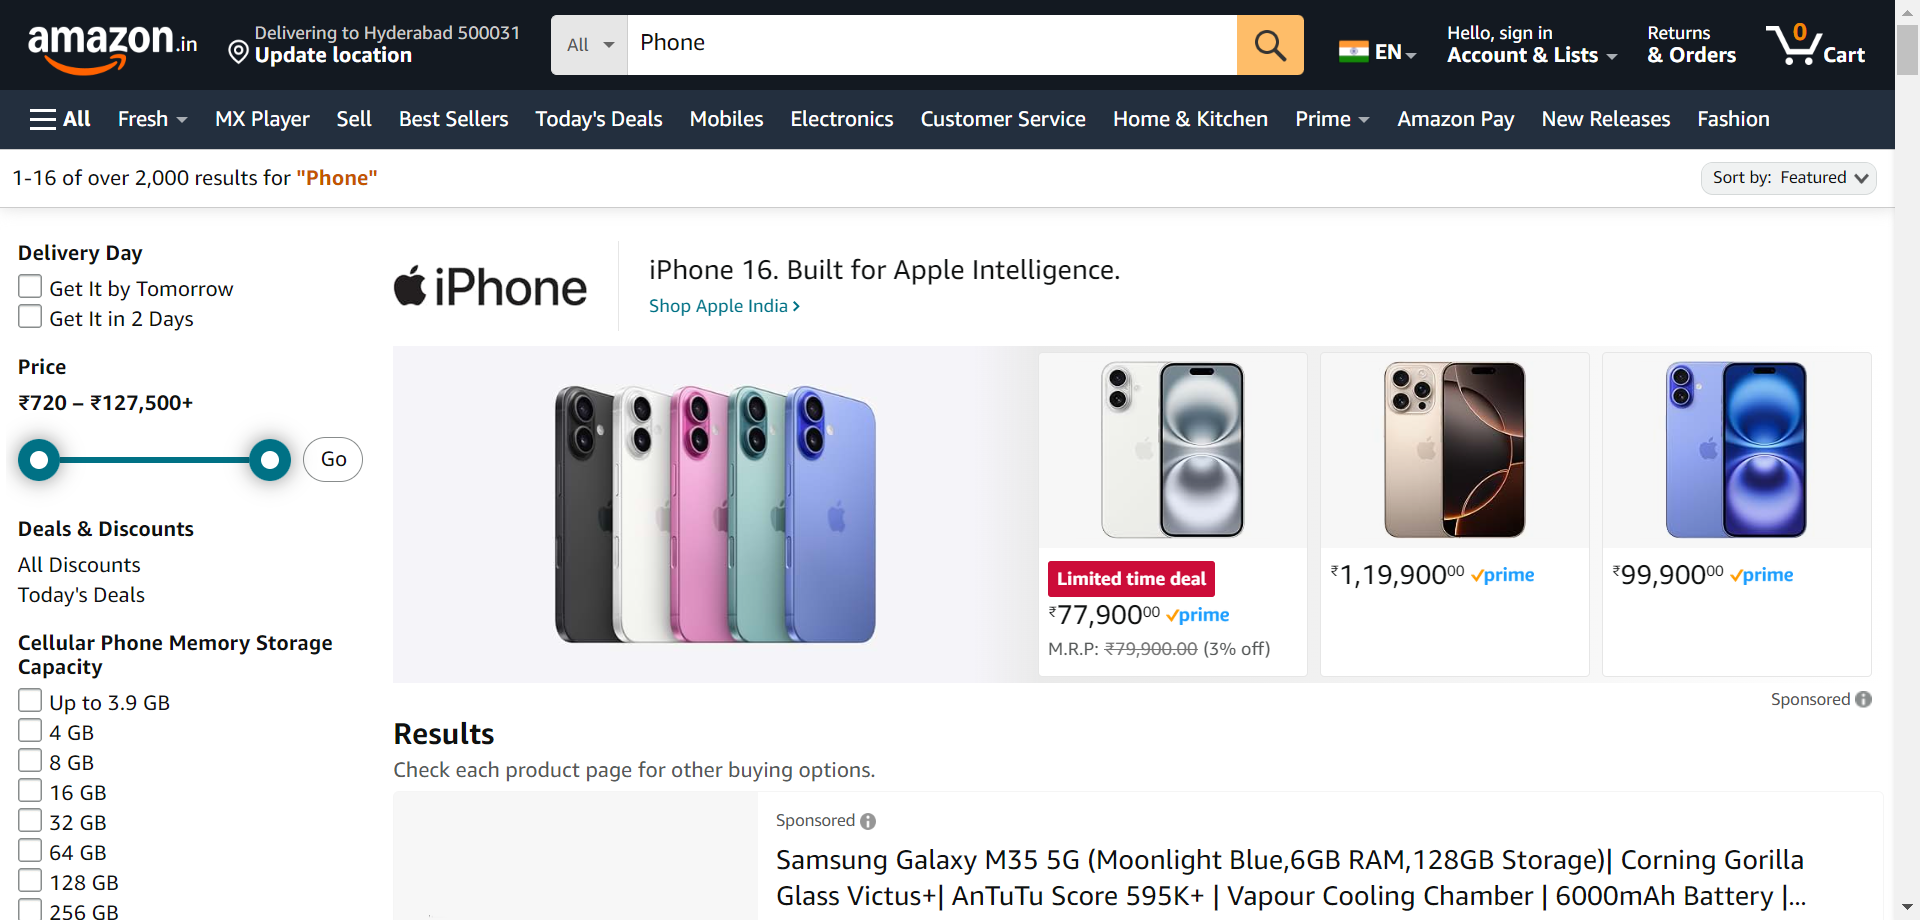 amazon.in
Delivering to Hyderabad 500031
Update location
All
Phone
EN
Hello, sign in
Account & Lists
Returns
& Orders
0
Cart
All
Fresh
MX Player
Sell
Best Sellers
Today's Deals
Mobiles
Electronics
Customer Service
Home & Kitchen
Prime
Amazon Pay
New Releases
Fashion
1-16 of over 2,000 results for "Phone"
Sort by: Featured
Delivery Day
Get It by Tomorrow
Get It in 2 Days
Price
₹720 – ₹127,500+
Go
Deals & Discounts
All Discounts
Today's Deals
Cellular Phone Memory Storage
Capacity
Up to 3.9 GB
4 GB
8 GB
16 GB
32 GB
64 GB
128 GB
256 GB
iPhone
iPhone 16. Built for Apple Intelligence.
Shop Apple India ›
Limited time deal
₹77,90000 prime
M.R.P: ₹79,900.00 (3% off)
₹1,19,90000 prime
₹99,90000 prime
Sponsored
Results
Check each product page for other buying options.
Sponsored
Samsung Galaxy M35 5G (Moonlight Blue,6GB RAM,128GB Storage)| Corning Gorilla
Glass Victus+| AnTuTu Score 595K+ | Vapour Cooling Chamber | 6000mAh Battery |...